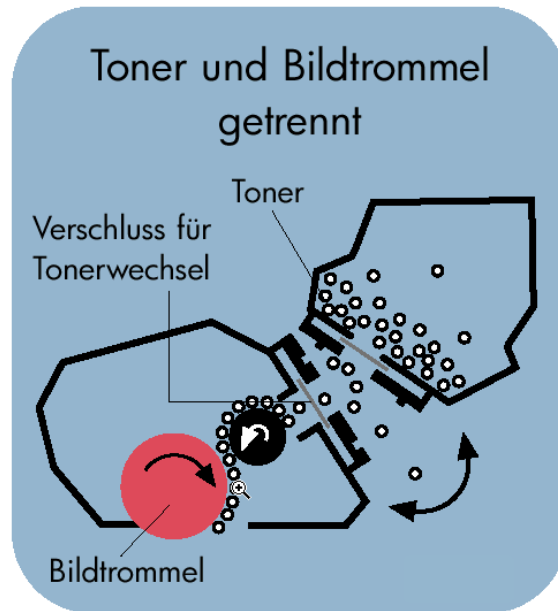 Toner und Bildtrommel
getrennt
Toner
Verschluss für
Tonerwechsel
Bildtrommel